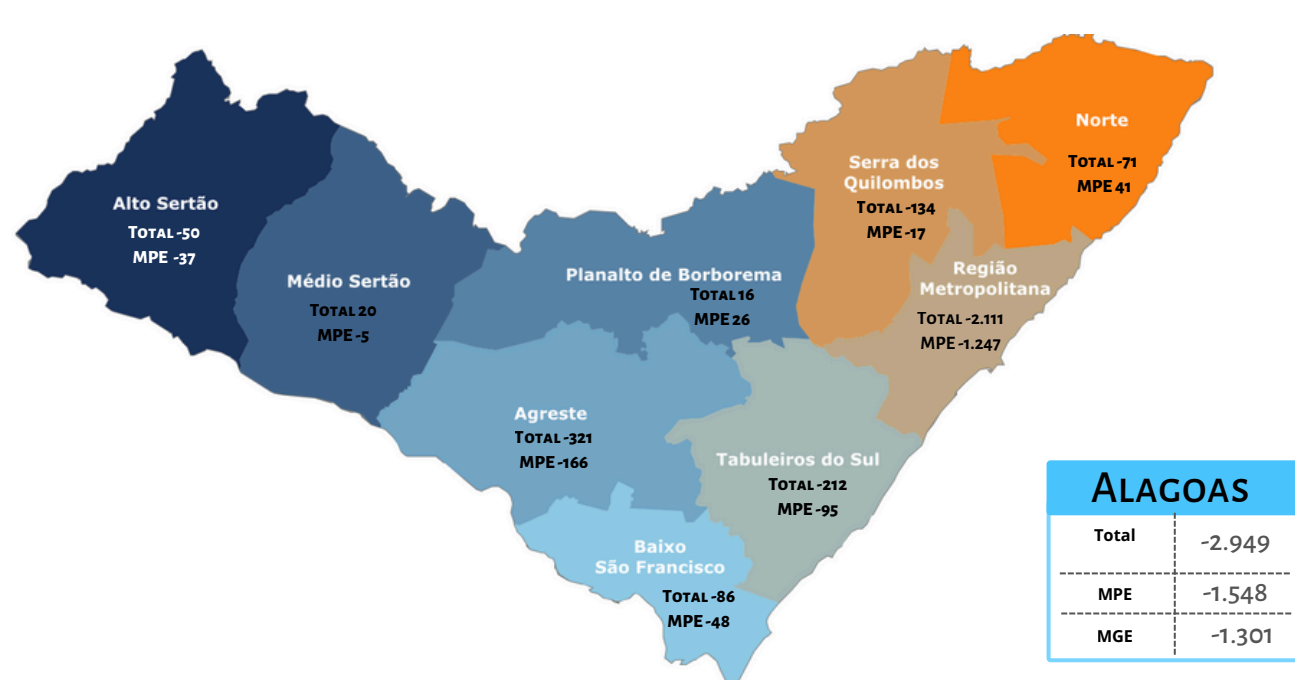 Alto Sertão
Total -50
MPE -37
Médio Sertão
Total 20
MPE -5
Planalto de Borborema
Total 16
MPE 26
Serra dos
Quilombos
Total -134
MPE -17
Norte
Total -71
MPE 41
Região
Metropolitana
Total -2.111
MPE -1.247
Agreste
Total -321
MPE -166
Tabuleiros do Sul
Total -212
MPE -95
Baixo
São Francisco
Total -86
MPE -48
Alagoas
Total -2.949
MPE -1.548
MGE -1.301